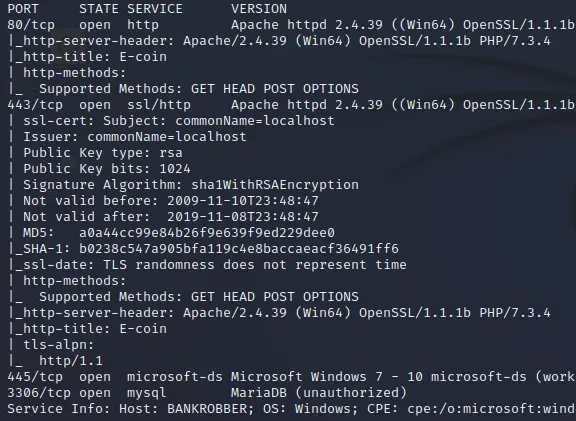 PORT     STATE SERVICE      VERSION
80/tcp   open  http         Apache httpd 2.4.39 ((Win64) OpenSSL/1.1.1b
|_http-server-header: Apache/2.4.39 (Win64) OpenSSL/1.1.1b PHP/7.3.4
|_http-title: E-coin
| http-methods:
|_  Supported Methods: GET HEAD POST OPTIONS
443/tcp  open  ssl/http     Apache httpd 2.4.39 ((Win64) OpenSSL/1.1.1b
| ssl-cert: Subject: commonName=localhost
| Issuer: commonName=localhost
| Public Key type: rsa
| Public Key bits: 1024
| Signature Algorithm: sha1WithRSAEncryption
| Not valid before: 2009-11-10T23:48:47
| Not valid after:  2019-11-08T23:48:47
| MD5:   a0a44cc99e84b26f9e639f9ed229dee0
|_SHA-1: b0238c547a905bfa119c4e8baccaeacf36491ff6
|_ssl-date: TLS randomness does not represent time
| http-methods:
|_  Supported Methods: GET HEAD POST OPTIONS
|_http-server-header: Apache/2.4.39 (Win64) OpenSSL/1.1.1b PHP/7.3.4
|_http-title: E-coin
| tls-alpn:
|_  http/1.1
445/tcp  open  microsoft-ds Microsoft Windows 7 - 10 microsoft-ds (work
3306/tcp open  mysql        MariaDB (unauthorized)
Service Info: Host: BANKROBBER; OS: Windows; CPE: cpe:/o:microsoft:wind